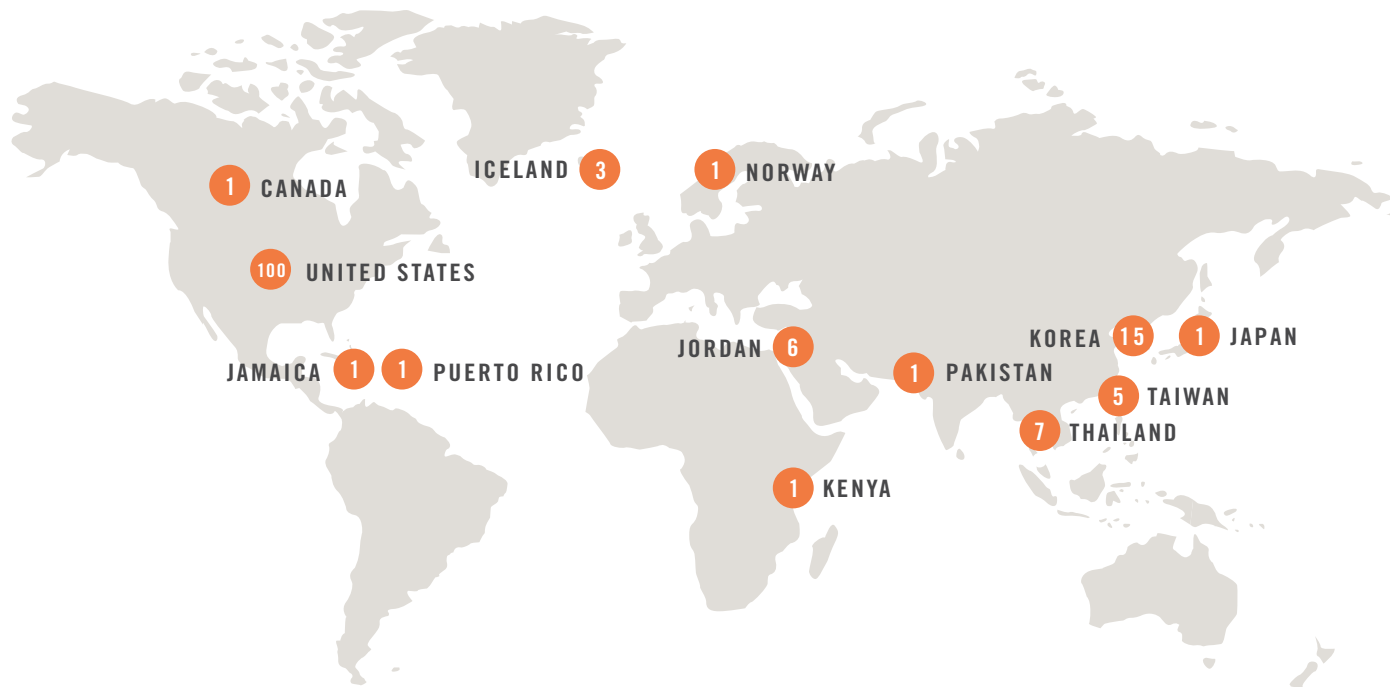 ICELAND 3
1 NORWAY
1 CANADA
100 UNITED STATES
KOREA 15
1 JAPAN
JORDAN 6
JAMAICA 1
1 PUERTO RICO
1 PAKISTAN
5 TAIWAN
7 THAILAND
1 KENYA